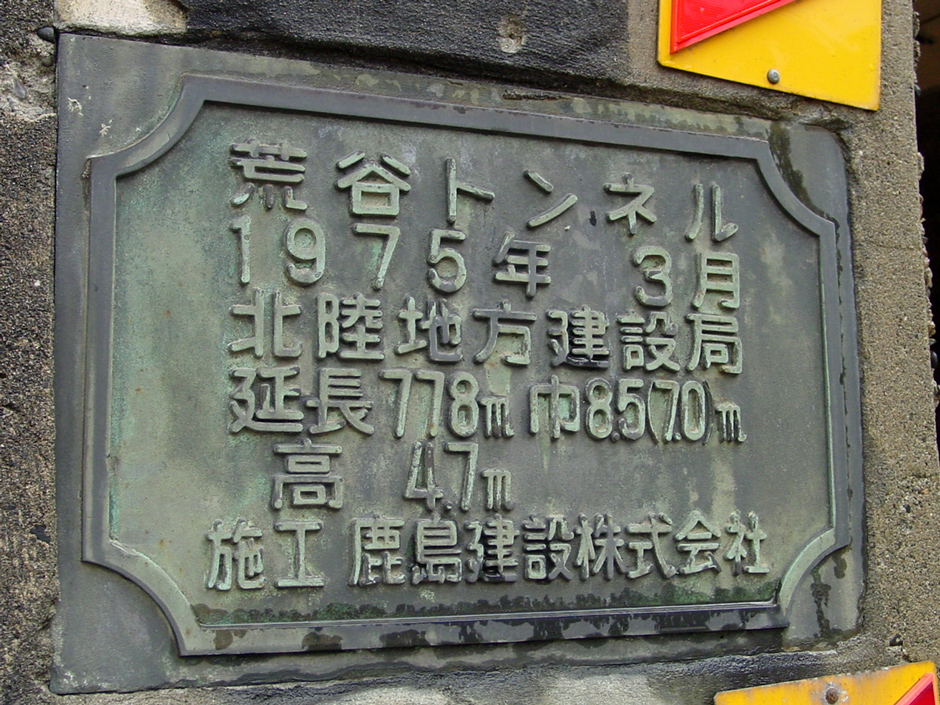 荒谷トンネル
1975年 3月
北陸地方建設局
延長778m 巾8.5(7.0)m
高 4.7m
施工 鹿島建設株式会社